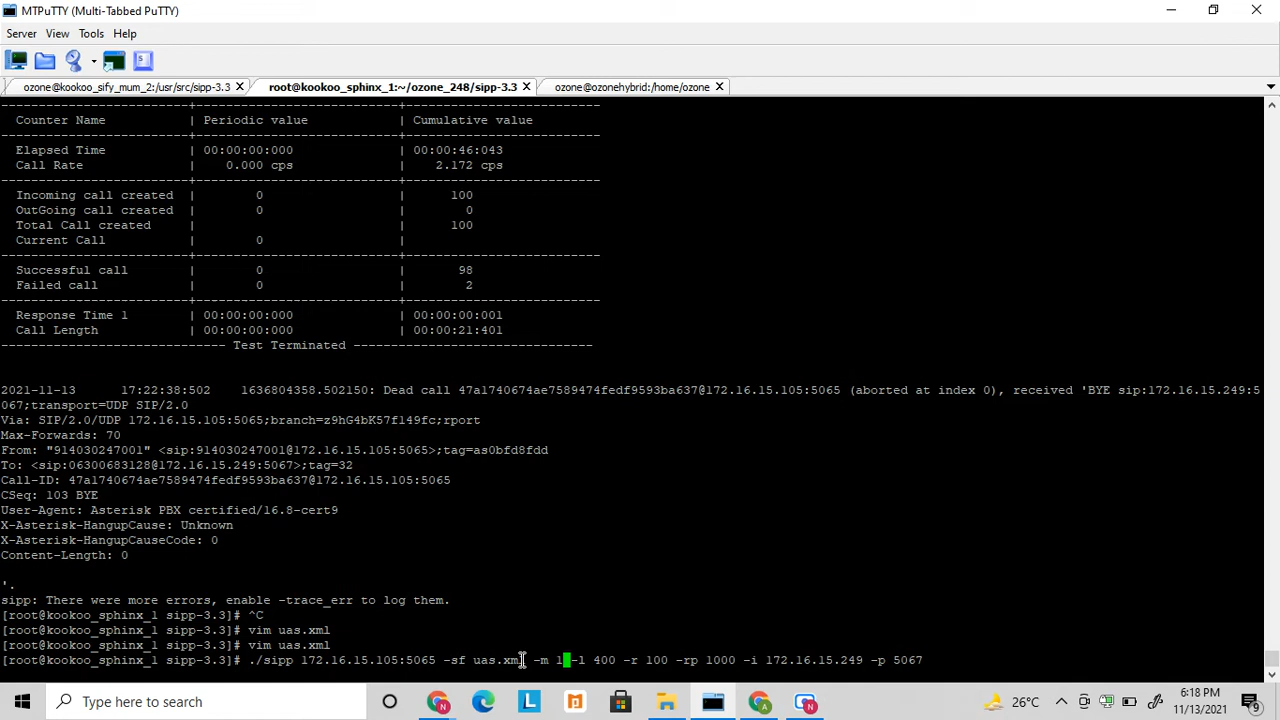 MTPuTTY (Multi-Tabbed PuTTY)
Server View Tools Help
ozone@kookoo_sify_mum_2:/usr/src/sipp-3.3 root@kookoo_sphinx_1:~/ozone_248/sipp-3.3 ozone@ozonehybrid:/home/ozone
------------------------+---------------------------+--------------------------
Counter Name | Periodic value | Cumulative value
------------------------+---------------------------+--------------------------
Elapsed Time | 00:00:00:000 | 00:00:46:043
Call Rate | 0.000 cps | 2.172 cps
------------------------+---------------------------+--------------------------
Incoming call created | 0 | 100
OutGoing call created | 0 | 0
Total Call created | | 100
Current Call | 0 |
------------------------+---------------------------+--------------------------
Successful call | 0 | 98
Failed call | 0 | 2
------------------------+---------------------------+--------------------------
Response Time 1 | 00:00:00:000 | 00:00:00:001
Call Length | 00:00:00:000 | 00:00:21:401
----------------------------- Test Terminated --------------------------------
2021-11-13 17:22:38:502 1636804358.502150: Dead call 47a1740674ae7589474fedf9593ba637@172.16.15.105:5065 (aborted at index 0), received 'BYE sip:172.16.15.249:5
067;transport=UDP SIP/2.0
Via: SIP/2.0/UDP 172.16.15.105:5065;branch=z9hG4bK57f149fc;rport
Max-Forwards: 70
From: "914030247001" <sip:914030247001@172.16.15.105:5065>;tag=as0bfd8fdd
To: <sip:06300683128@172.16.15.249:5067>;tag=32
Call-ID: 47a1740674ae7589474fedf9593ba637@172.16.15.105:5065
CSeq: 103 BYE
User-Agent: Asterisk PBX certified/16.8-cert9
X-Asterisk-HangupCause: Unknown
X-Asterisk-HangupCauseCode: 0
Content-Length: 0
'.
sipp: There were more errors, enable -trace_err to log them.
[root@kookoo_sphinx_1 sipp-3.3]# ^C
[root@kookoo_sphinx_1 sipp-3.3]# vim uas.xml
[root@kookoo_sphinx_1 sipp-3.3]# vim uas.xml
[root@kookoo_sphinx_1 sipp-3.3]# ./sipp 172.16.15.105:5065 -sf uas.xml -m 1 -l 400 -r 100 -rp 1000 -i 172.16.15.249 -p 5067
Type here to search
26°C
6:18 PM
11/13/2021
9